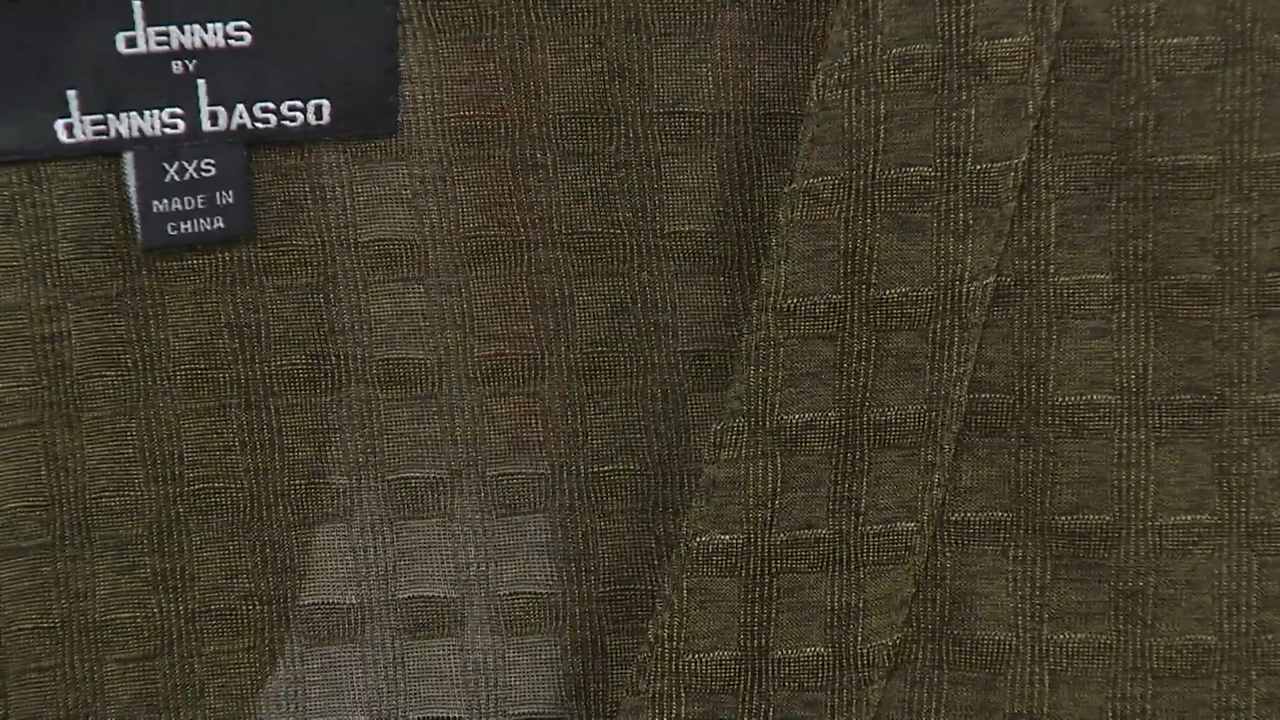 dENNIS
BY
dENNIS bASSO
XXS
MADE IN
CHINA